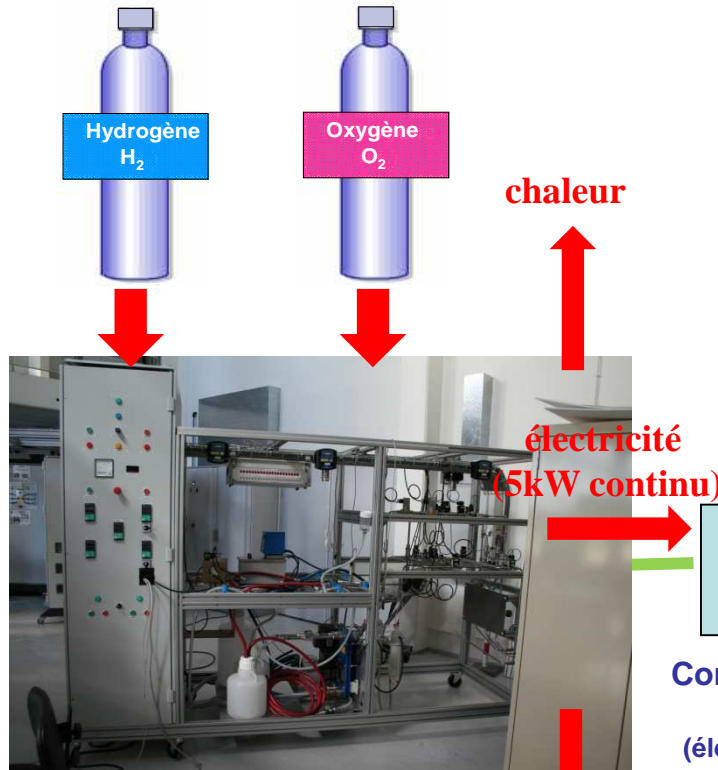 Hydrogène
H₂
Oxygène
O₂
chaleur
électricité
(5kW continu)